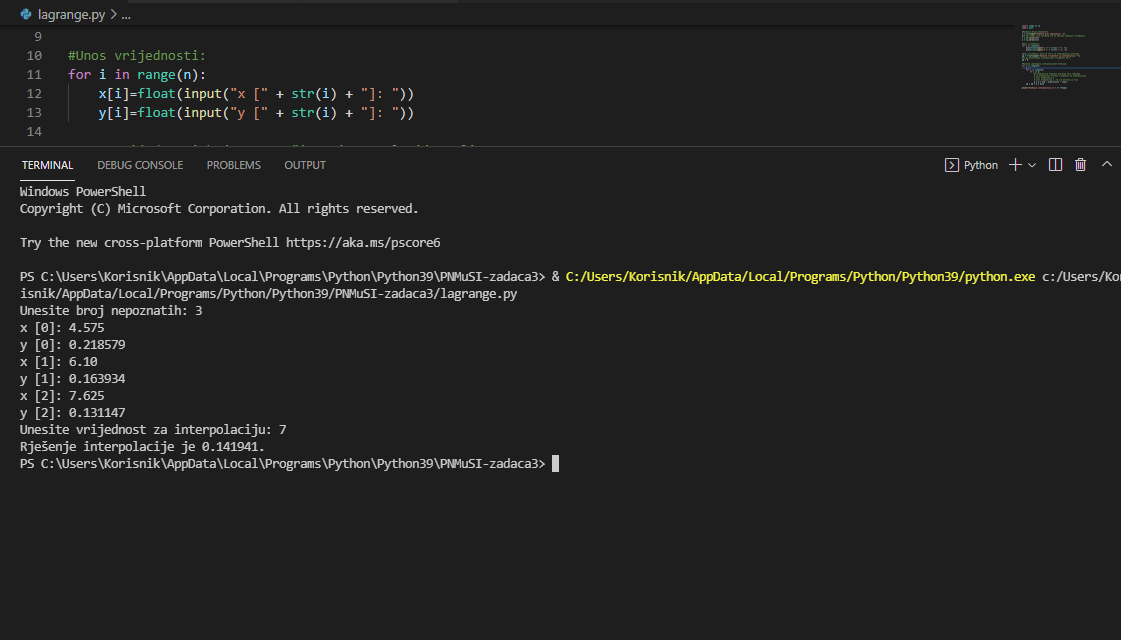 lagrange.py > ...
9
10 #Unos vrijednosti:
11 for i in range(n):
12 x[i]=float(input("x [" + str(i) + "]: "))
13 y[i]=float(input("y [" + str(i) + "]: "))
14
TERMINAL DEBUG CONSOLE PROBLEMS OUTPUT Python
Windows PowerShell
Copyright (C) Microsoft Corporation. All rights reserved.
Try the new cross-platform PowerShell https://aka.ms/pscore6
PS C:\Users\Korisnik\AppData\Local\Programs\Python\Python39\PNMuSI-zadaca3> & C:/Users/Korisnik/AppData/Local/Programs/Python/Python39/python.exe c:/Users/Kor
isnik/AppData/Local/Programs/Python/Python39/PNMuSI-zadaca3/lagrange.py
Unesite broj nepoznatih: 3
x [0]: 4.575
y [0]: 0.218579
x [1]: 6.10
y [1]: 0.163934
x [2]: 7.625
y [2]: 0.131147
Unesite vrijednost za interpolaciju: 7
Rješenje interpolacije je 0.141941.
PS C:\Users\Korisnik\AppData\Local\Programs\Python\Python39\PNMuSI-zadaca3>